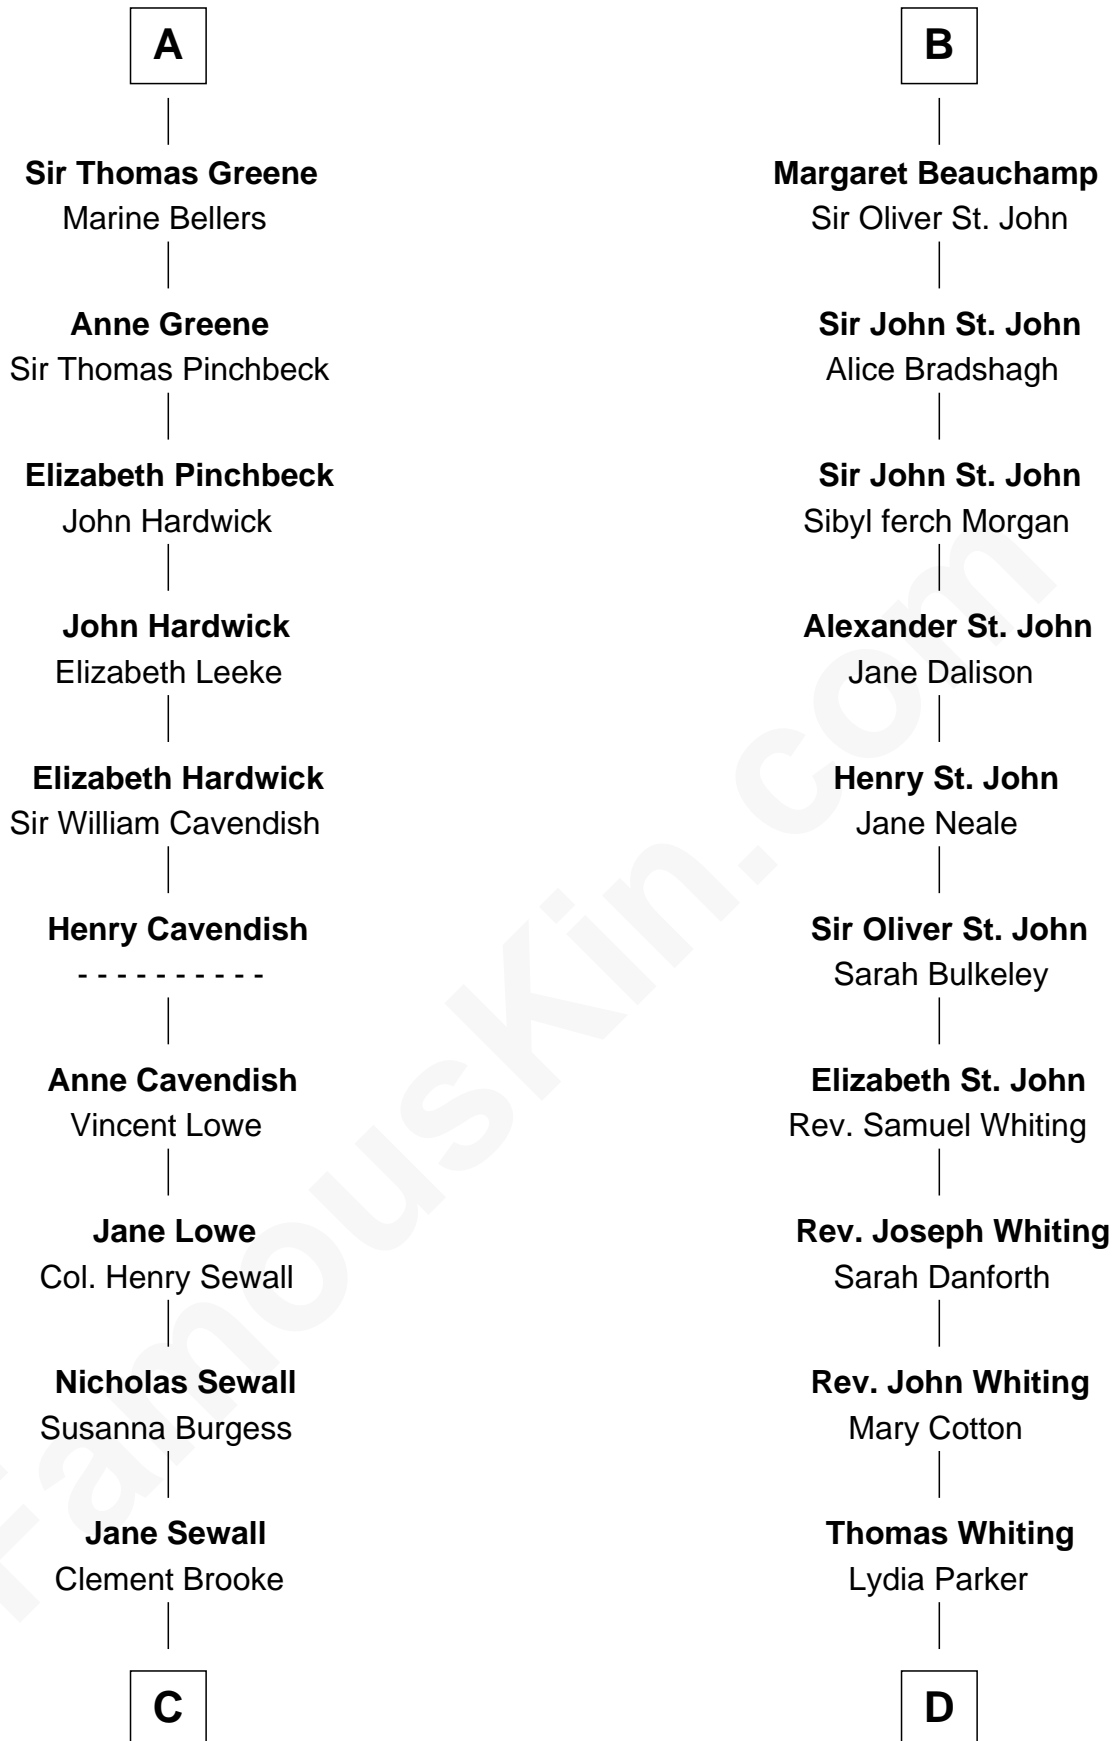 A
Sir Thomas Greene
Marine Bellers
Anne Greene
Sir Thomas Pinchbeck
Elizabeth Pinchbeck
John Hardwick
John Hardwick
Elizabeth Leeke
Elizabeth Hardwick
Sir William Cavendish
Henry Cavendish
- - - - - - - - - -
Anne Cavendish
Vincent Lowe
Jane Lowe
Col. Henry Sewall
Nicholas Sewall
Susanna Burgess
Jane Sewall
Clement Brooke
C
B
Margaret Beauchamp
Sir Oliver St. John
Sir John St. John
Alice Bradshagh
Sir John St. John
Sibyl ferch Morgan
Alexander St. John
Jane Dalison
Henry St. John
Jane Neale
Sir Oliver St. John
Sarah Bulkeley
Elizabeth St. John
Rev. Samuel Whiting
Rev. Joseph Whiting
Sarah Danforth
Rev. John Whiting
Mary Cotton
Thomas Whiting
Lydia Parker
D
FamousKin.com